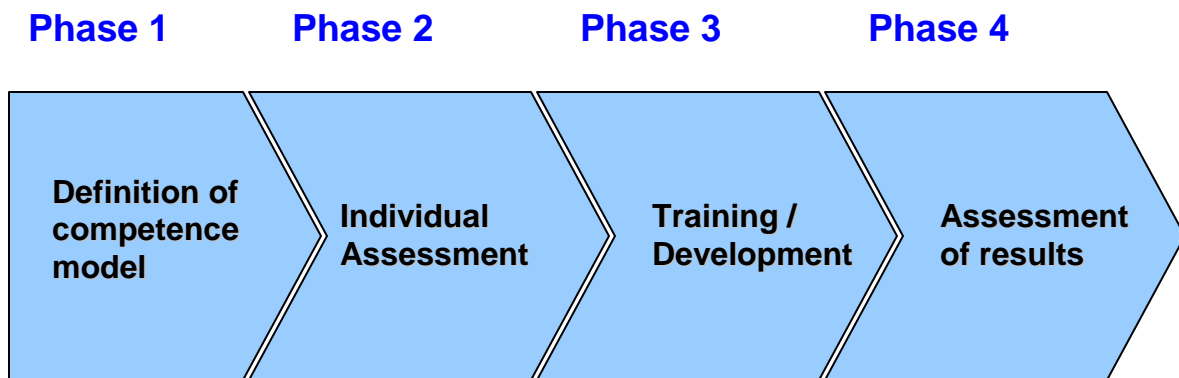 Phase 1 Phase 2 Phase 3 Phase 4
Definition of
competence
model
Individual
Assessment
Training /
Development
Assessment
of results